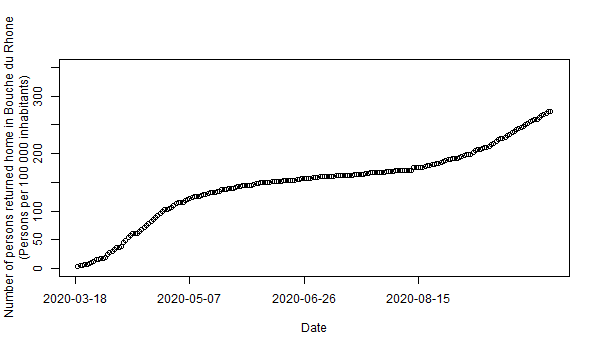 Number of persons returned home in Bouche du Rhone
(Persons per 100 000 inhabitants)
300
200
100
50
0
2020-03-18 2020-05-07 2020-06-26 2020-08-15
Date